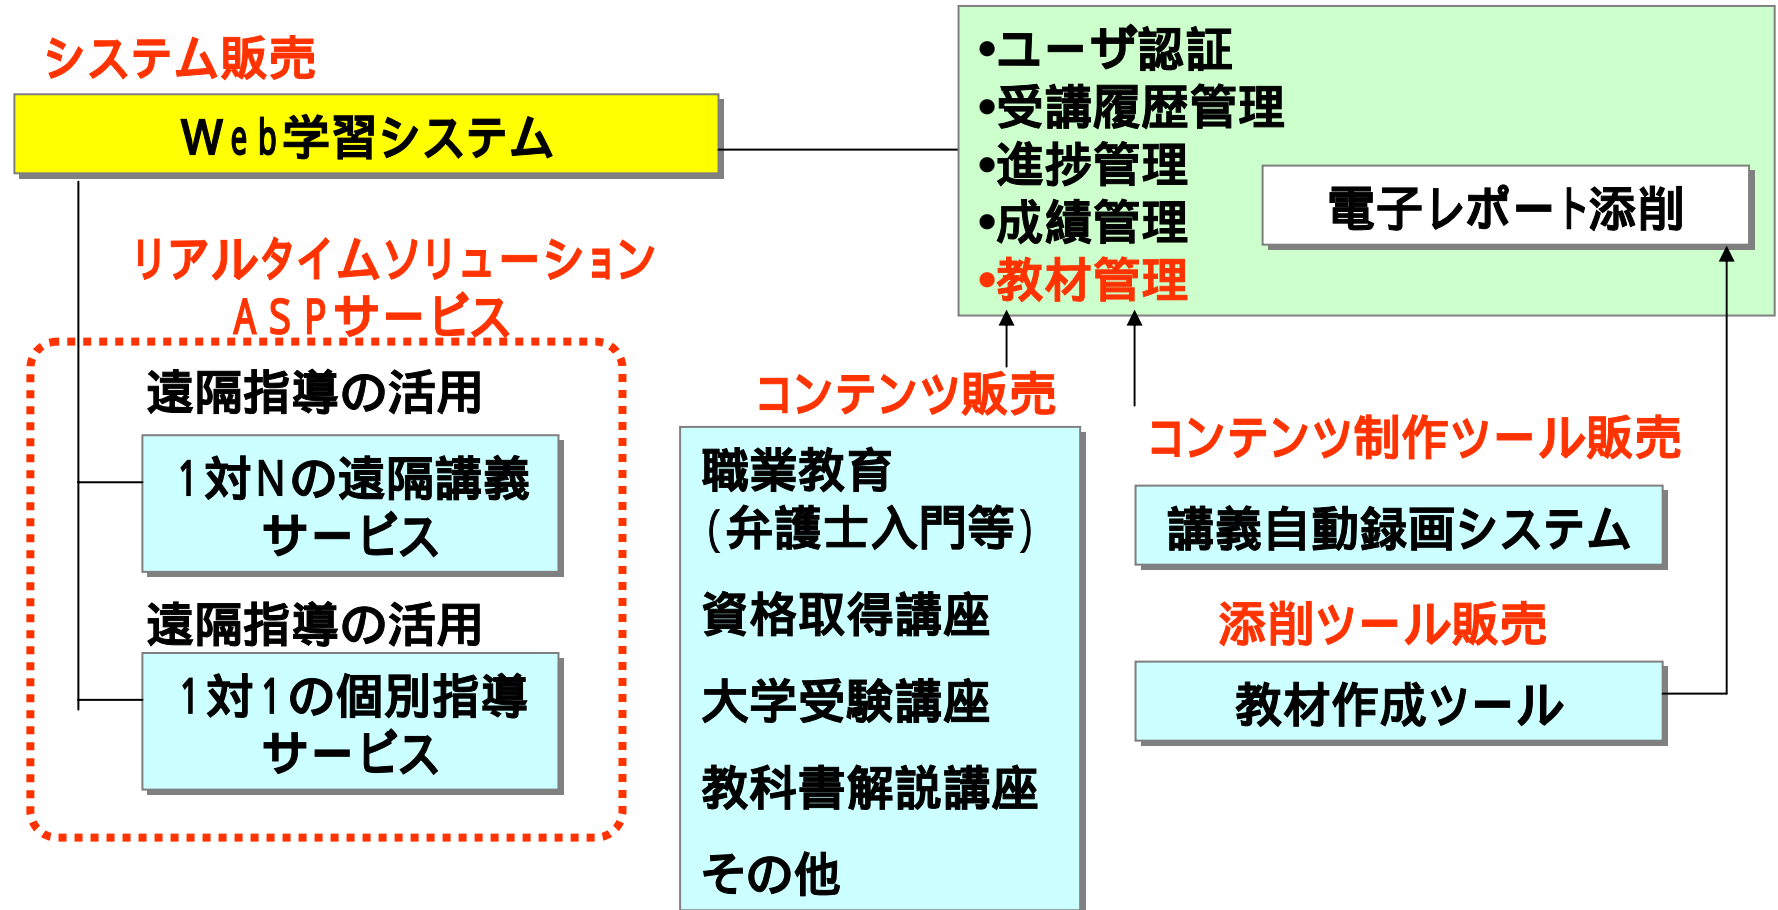 システム販売
Web学習システム
リアルタイムソリューション
ASPサービス
遠隔指導の活用
1対Nの遠隔講義
サービス
遠隔指導の活用
1対1の個別指導
サービス
•ユーザ認証
•受講履歴管理
•進捗管理
•成績管理
•教材管理
電子レポート添削
コンテンツ販売
職業教育
(弁護士入門等)
資格取得講座
大学受験講座
教科書解説講座
その他
コンテンツ制作ツール販売
講義自動録画システム
添削ツール販売
教材作成ツール